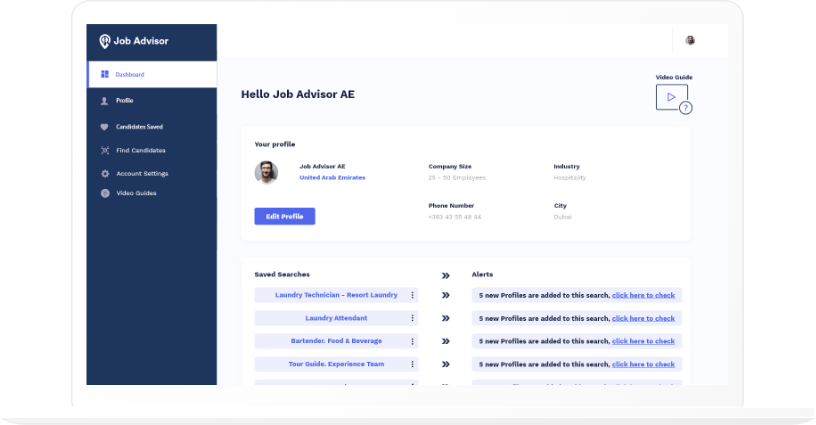 Job Advisor
Dashboard
Profile
Candidates Saved
Find Candidates
Account Settings
Video Guides
Video Guide
Hello Job Advisor AE
?
Your profile
Job Advisor AE
United Arab Emirates
Company Size
25 - 50 Employees
Industry
Hospitality
Edit Profile
Phone Number
+362 43 55 48 44
City
Dubai
Saved Searches » Alerts
Laundry Technician - Resort Laundry » 5 new Profiles are added to this search, click here to check
Laundry Attendant » 5 new Profiles are added to this search, click here to check
Bartender. Food & Beverage » 5 new Profiles are added to this search, click here to check
Tour Guide. Experience Team » 5 new Profiles are added to this search, click here to check